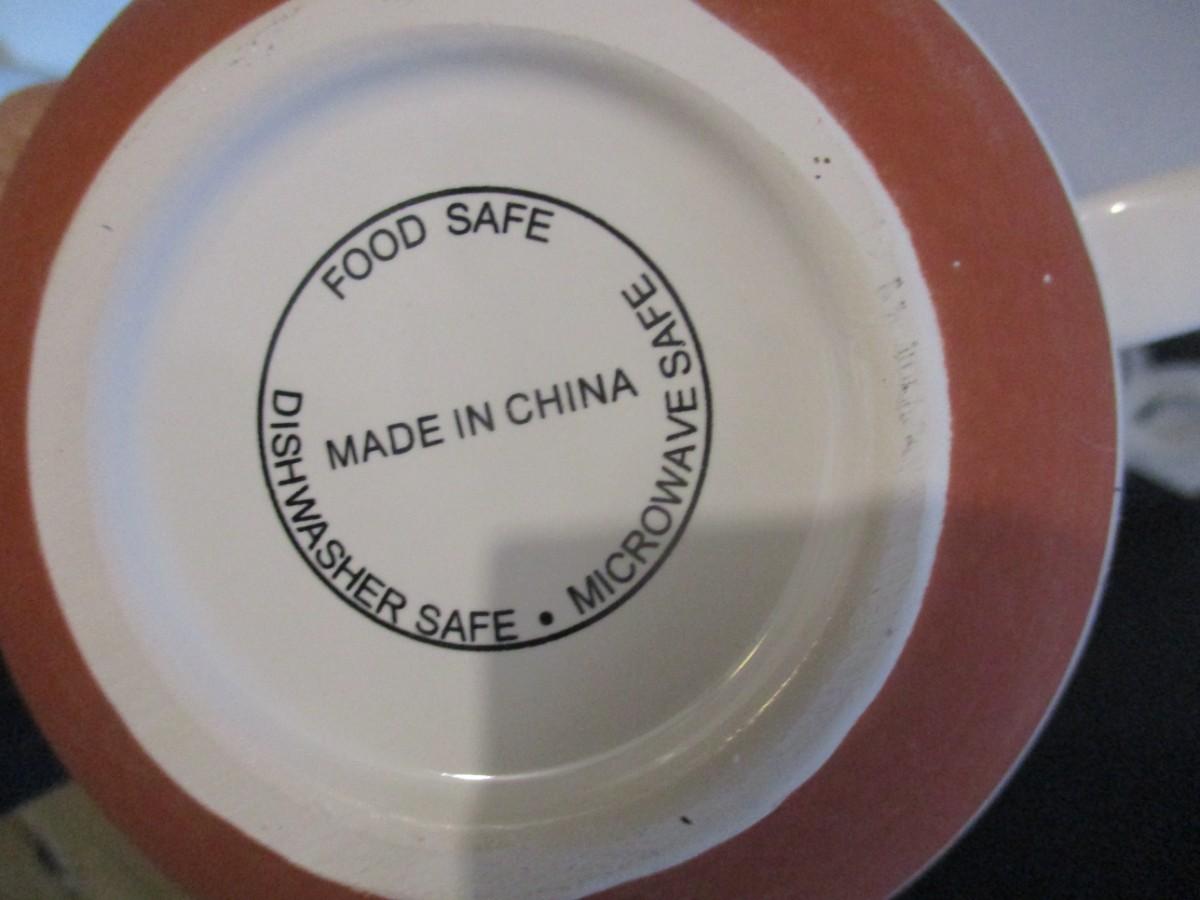 FOOD SAFE
MADE IN CHINA
DISHWASHER SAFE • MICROWAVE SAFE